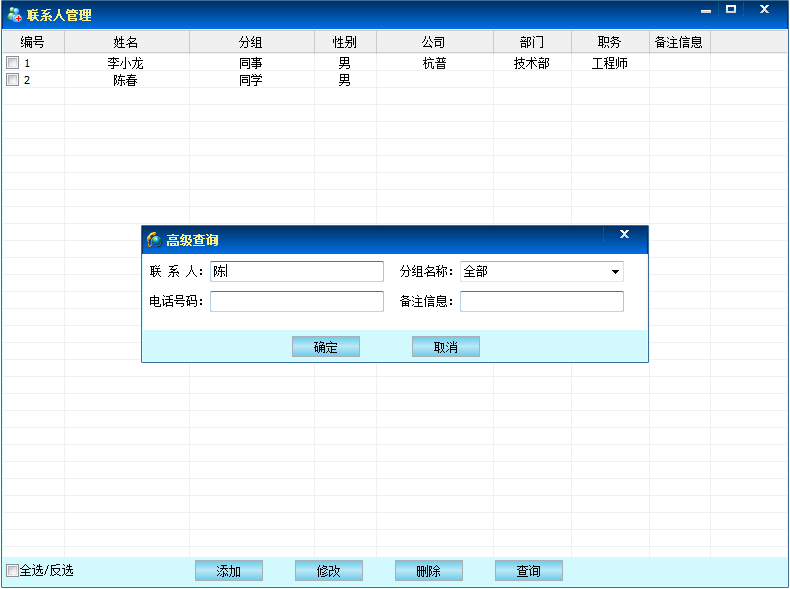 联系人管理
编号 姓名 分组 性别 公司 部门 职务 备注信息
1 李小龙 同事 男 杭普 技术部 工程师
2 陈春 同学 男
高级查询 X
联 系 人: 陈 分组名称: 全部
电话号码: 备注信息:
确定 取消
全选/反选 添加 修改 删除 查询